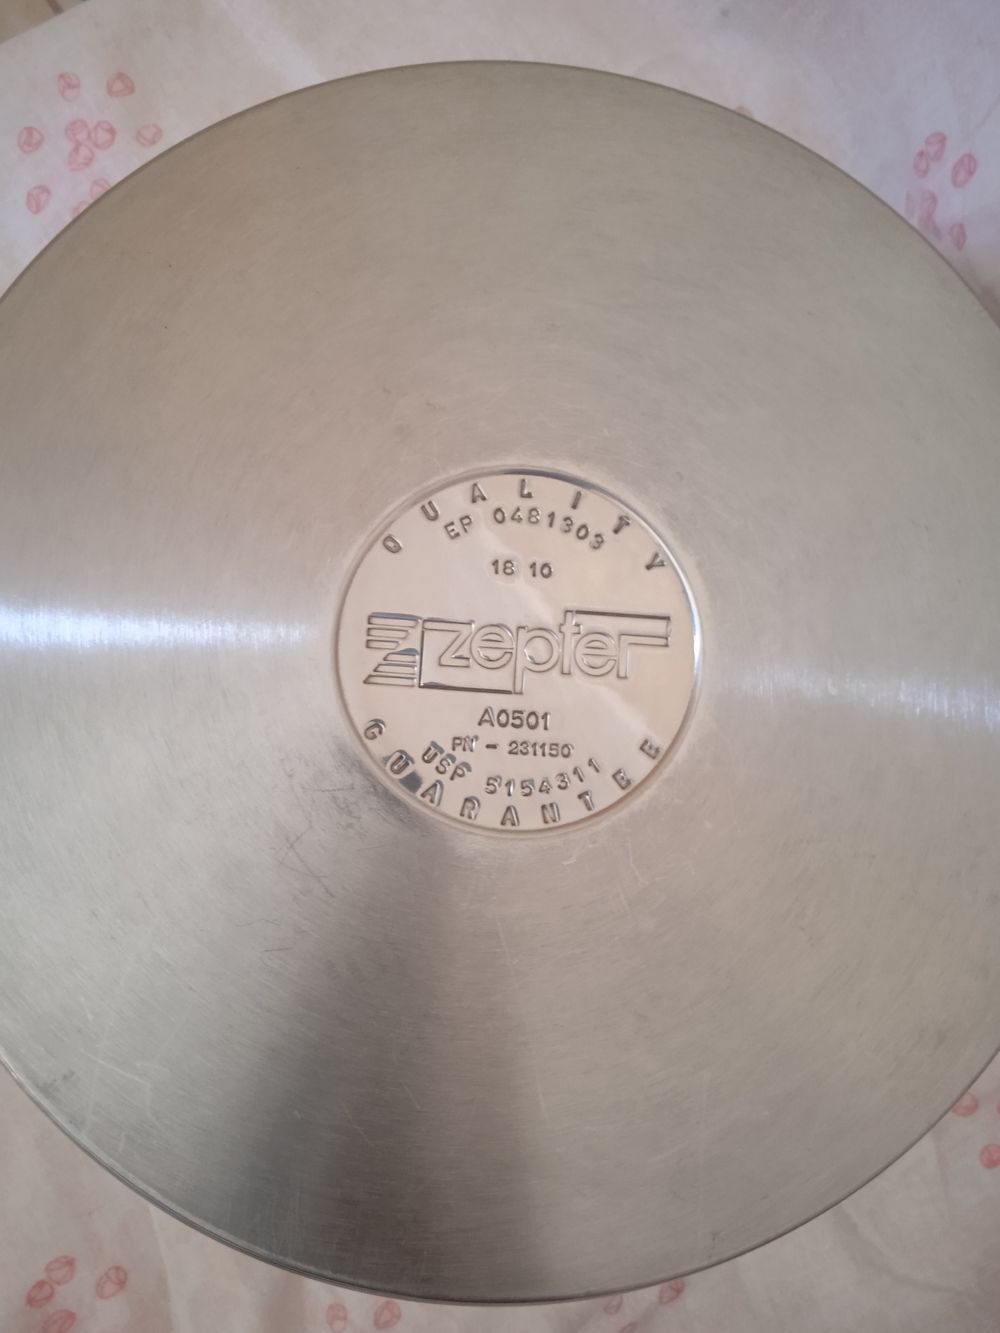 QUALITY
EP 0481303
18 10
zepter
A0501
PN - 231150
USP 5154311
GUARANTEE